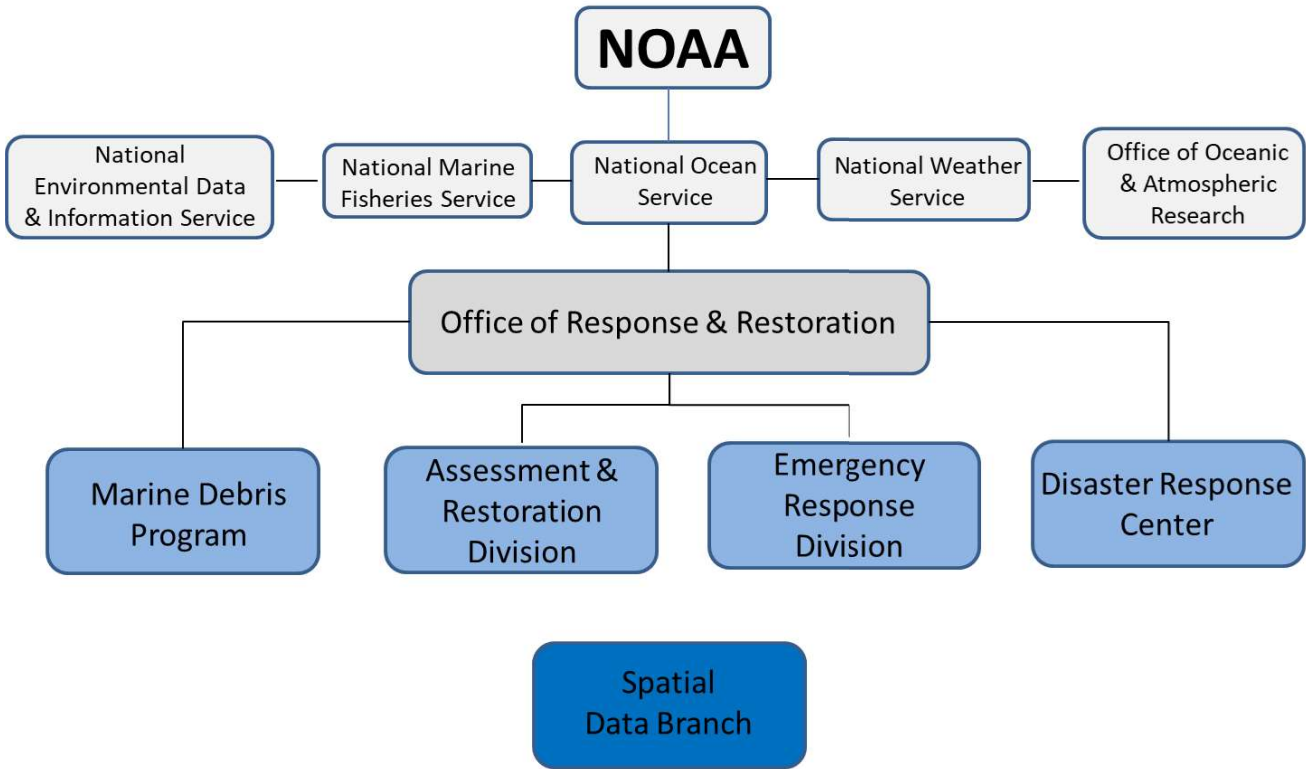 NOAA
National
Environmental Data
& Information Service
National Marine
Fisheries Service
National Ocean
Service
National Weather
Service
Office of Oceanic
& Atmospheric
Research
Office of Response & Restoration
Marine Debris
Program
Assessment &
Restoration
Division
Emergency
Response
Division
Disaster Response
Center
Spatial
Data Branch